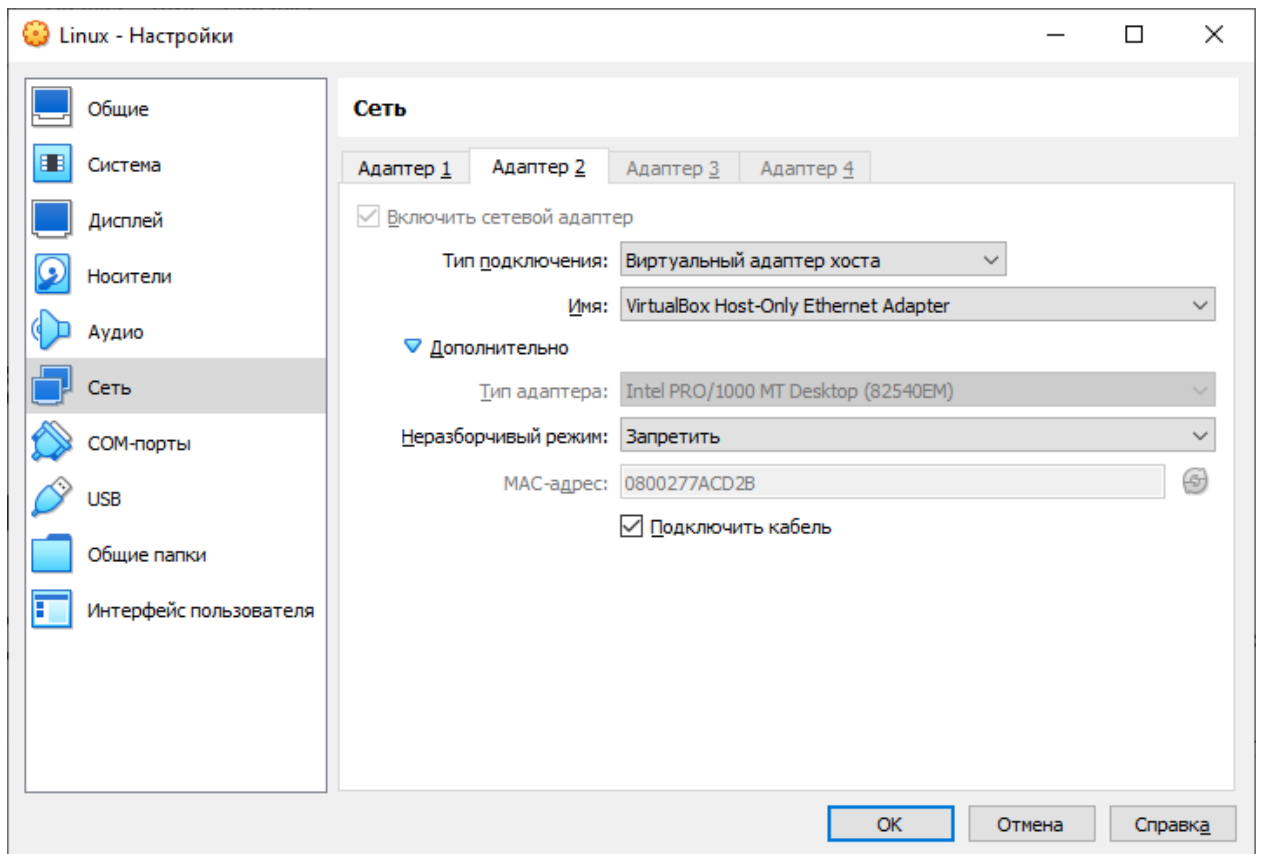 Linux - Настройки
Общие
Система
Дисплей
Носители
Аудио
Сеть
COM-порты
USB
Общие папки
Интерфейс пользователя
Сеть
Адаптер 1 Адаптер 2 Адаптер 3 Адаптер 4
Включить сетевой адаптер
Тип подключения: Виртуальный адаптер хоста
Имя: VirtualBox Host-Only Ethernet Adapter
Дополнительно
Тип адаптера: Intel PRO/1000 MT Desktop (82540EM)
Неразборчивый режим: Запретить
MAC-адрес: 0800277ACD2B
Подключить кабель
OK Отмена Справка